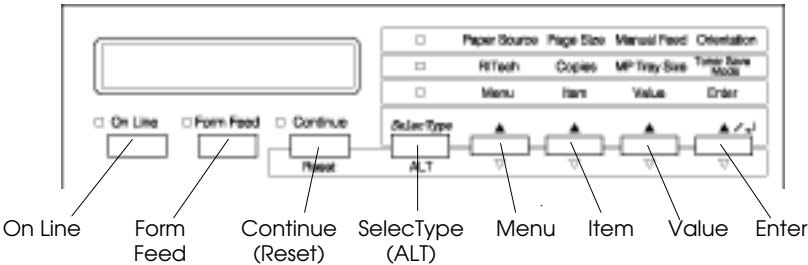 Paper Source Page Size Manual Feed Orientation
RITech Copies MP Tray Size Toner Save Mode
Menu Item Value Enter
On Line Form Feed Continue SelecType
Reset ALT
On Line Form Feed Continue (Reset) SelecType (ALT) Menu Item Value Enter